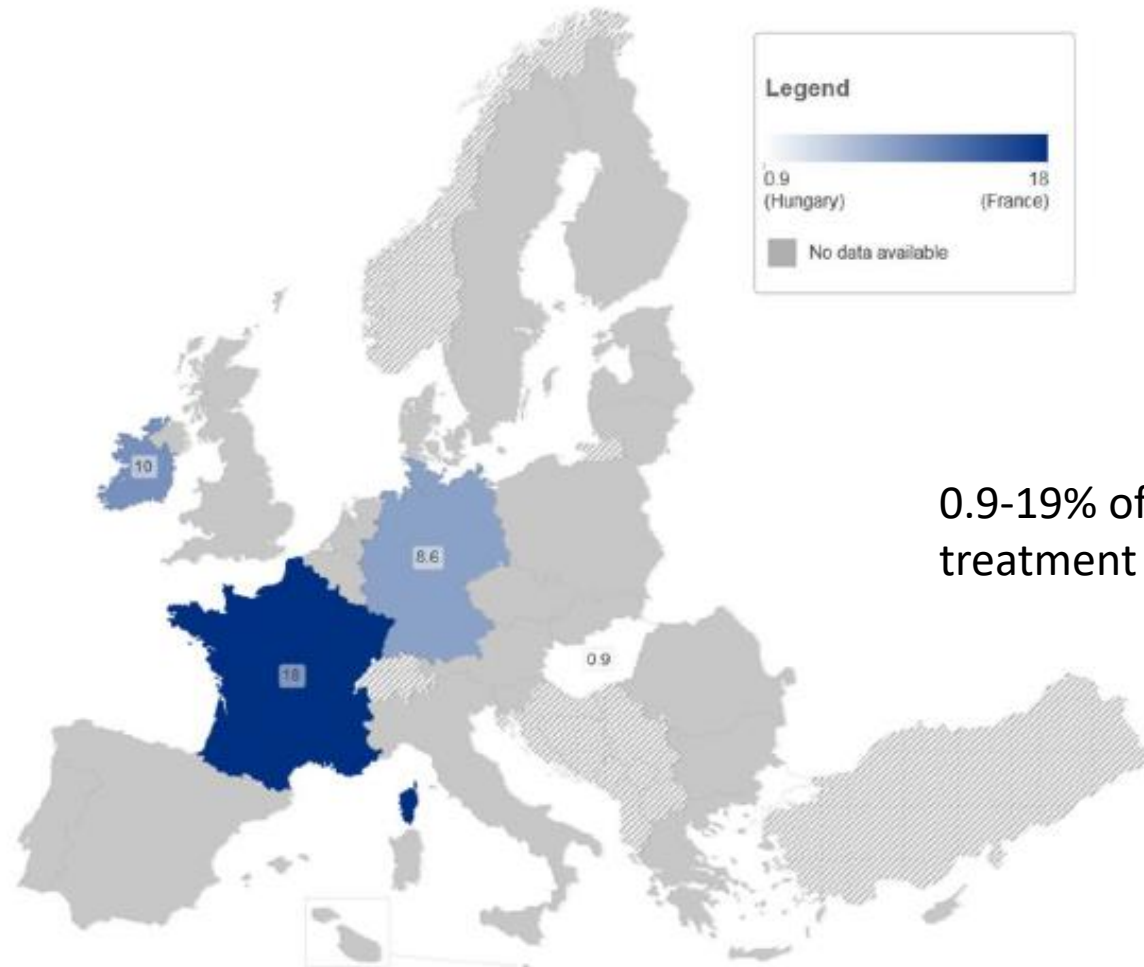 Legend
0.9 18
(Hungary) (France)
No data available
10
8.6
0.9-19% of
treatment
0.9
18